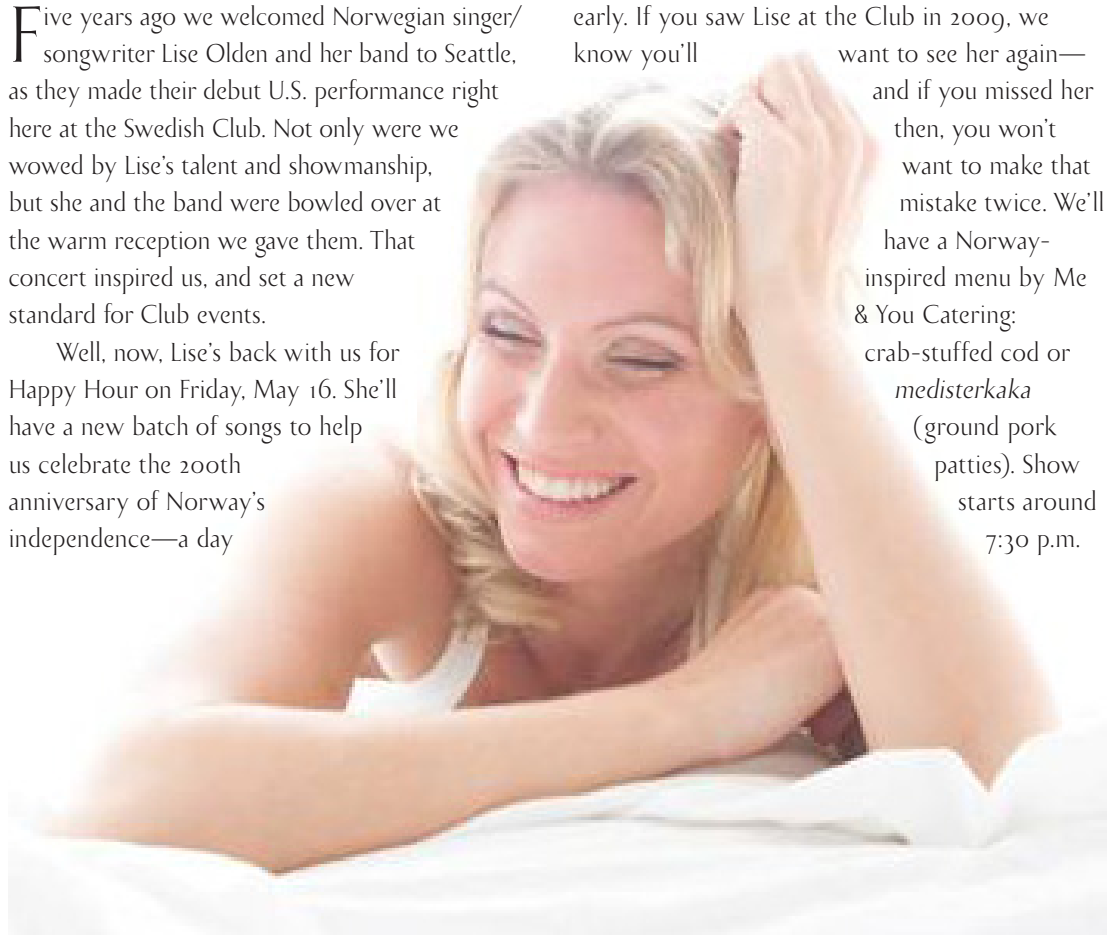 Five years ago we welcomed Norwegian singer/
songwriter Lise Olden and her band to Seattle,
as they made their debut U.S. performance right
here at the Swedish Club. Not only were we
wowed by Lise's talent and showmanship,
but she and the band were bowled over at
the warm reception we gave them. That
concert inspired us, and set a new
standard for Club events.
Well, now, Lise's back with us for
Happy Hour on Friday, May 16. She'll
have a new batch of songs to help
us celebrate the 200th
anniversary of Norway's
independence—a day
early. If you saw Lise at the Club in 2009, we
know you'll want to see her again—
and if you missed her
then, you won't
want to make that
mistake twice. We'll
have a Norway-
inspired menu by Me
& You Catering:
crab-stuffed cod or
medisterkaka
(ground pork
patties). Show
starts around
7:30 p.m.